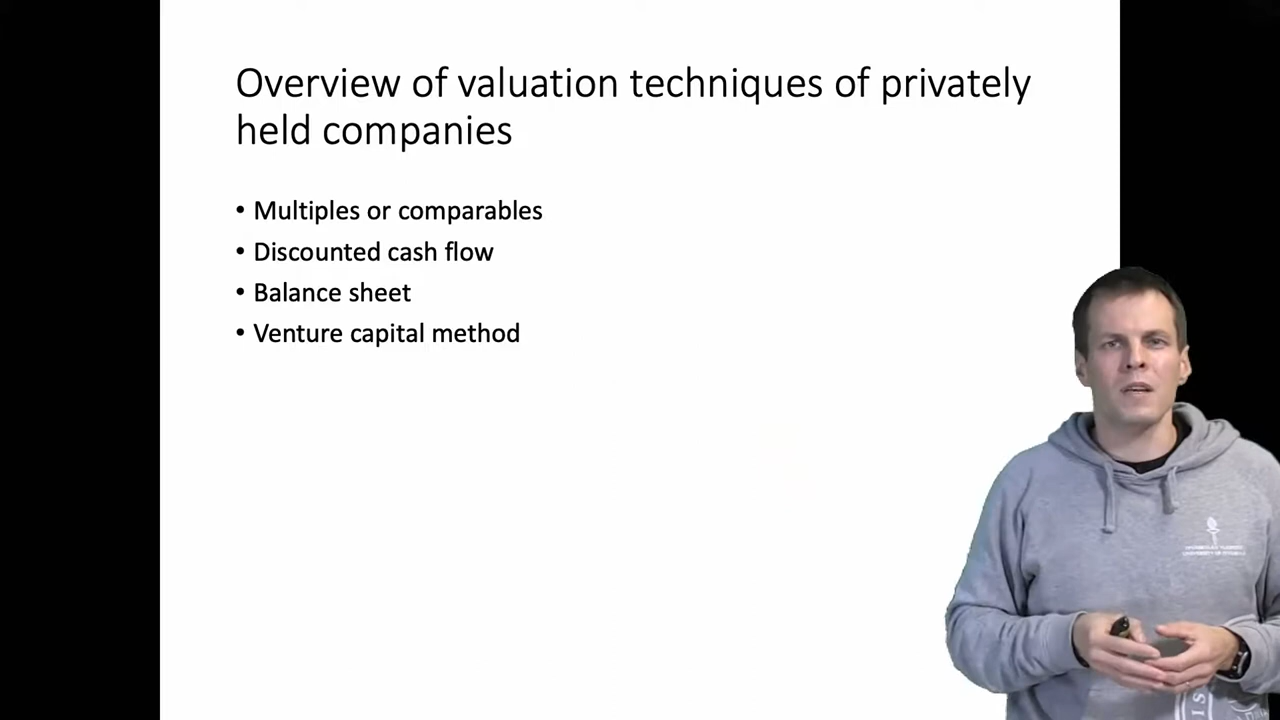 Overview of valuation techniques of privately
held companies
• Multiples or comparables
• Discounted cash flow
• Balance sheet
• Venture capital method